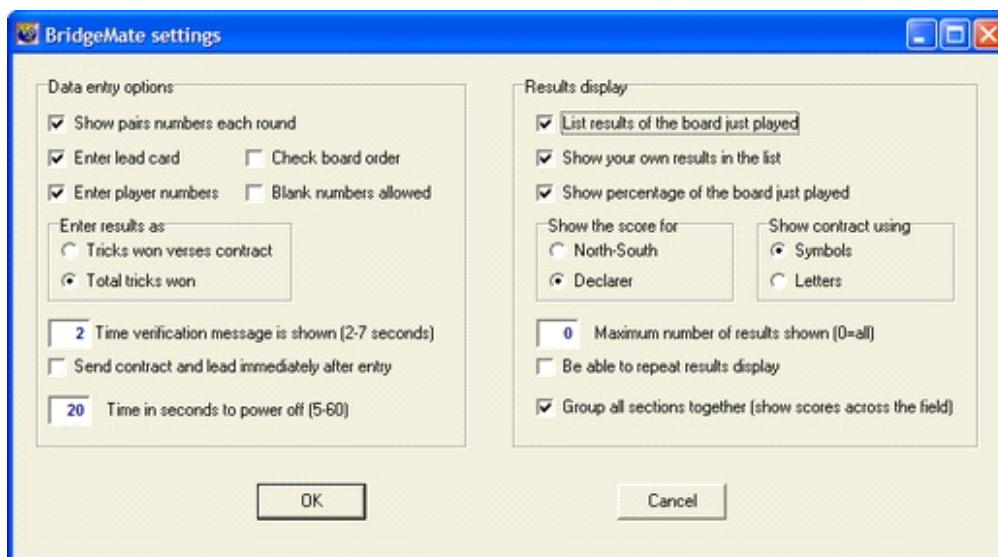 BridgeMate settings
Data entry options
Show pairs numbers each round
Enter lead card
Check board order
Enter player numbers
Blank numbers allowed
Enter results as
Tricks won verses contract
Total tricks won
2 Time verification message is shown (2-7 seconds)
Send contract and lead immediately after entry
20 Time in seconds to power off (5-60)
Results display
List results of the board just played
Show your own results in the list
Show percentage of the board just played
Show the score for
North-South
Declarer
Show contract using
Symbols
Letters
0 Maximum number of results shown (0=all)
Be able to repeat results display
Group all sections together (show scores across the field)
OK
Cancel